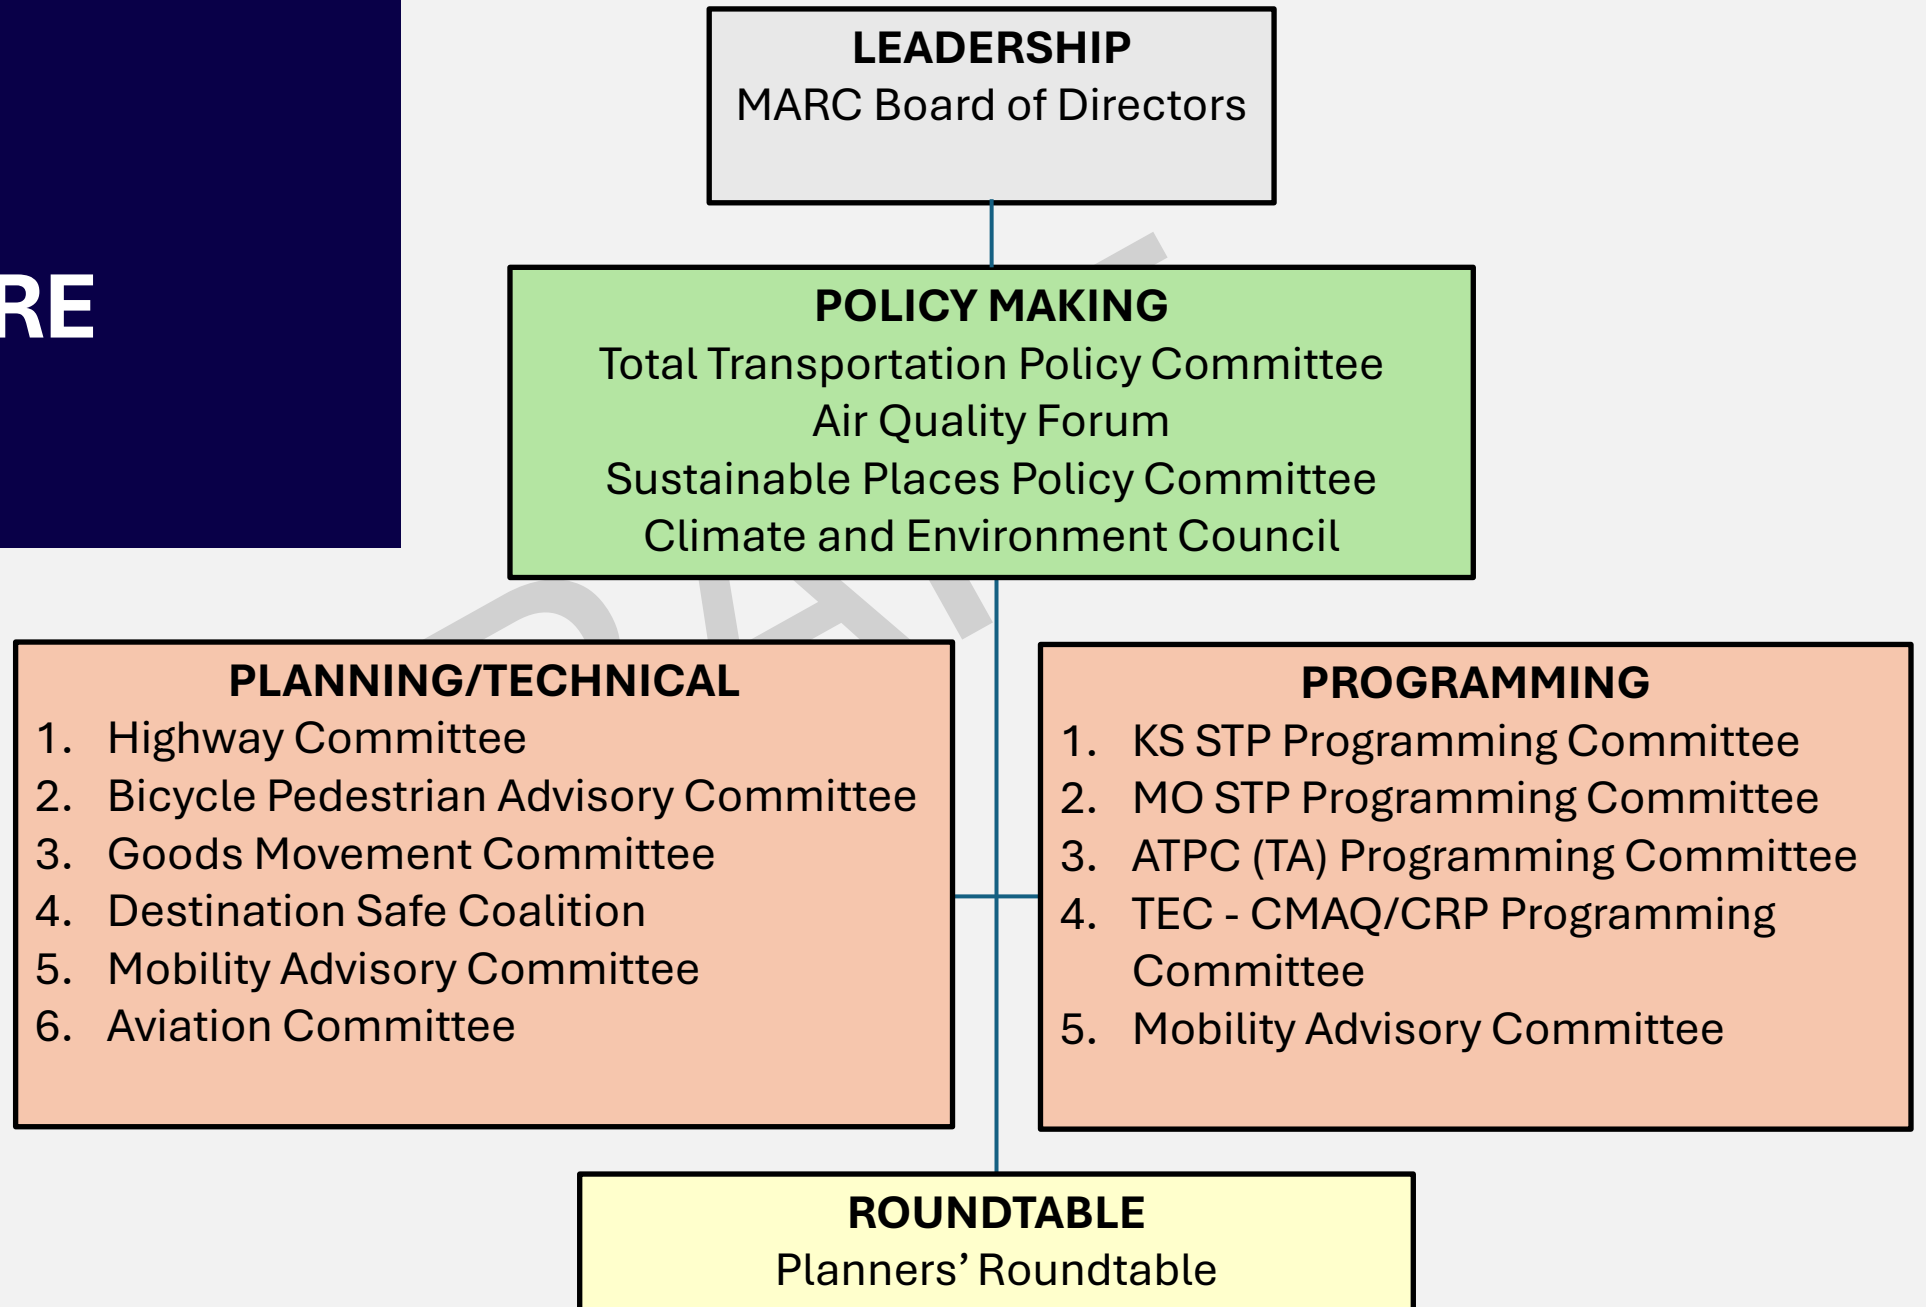 RE
LEADERSHIP
MARC Board of Directors
POLICY MAKING
Total Transportation Policy Committee
Air Quality Forum
Sustainable Places Policy Committee
Climate and Environment Council
PLANNING/TECHNICAL
1. Highway Committee
2. Bicycle Pedestrian Advisory Committee
3. Goods Movement Committee
4. Destination Safe Coalition
5. Mobility Advisory Committee
6. Aviation Committee
PROGRAMMING
1. KS STP Programming Committee
2. MO STP Programming Committee
3. ATPC (TA) Programming Committee
4. TEC - CMAQ/CRP Programming
Committee
5. Mobility Advisory Committee
ROUNDTABLE
Planners’ Roundtable